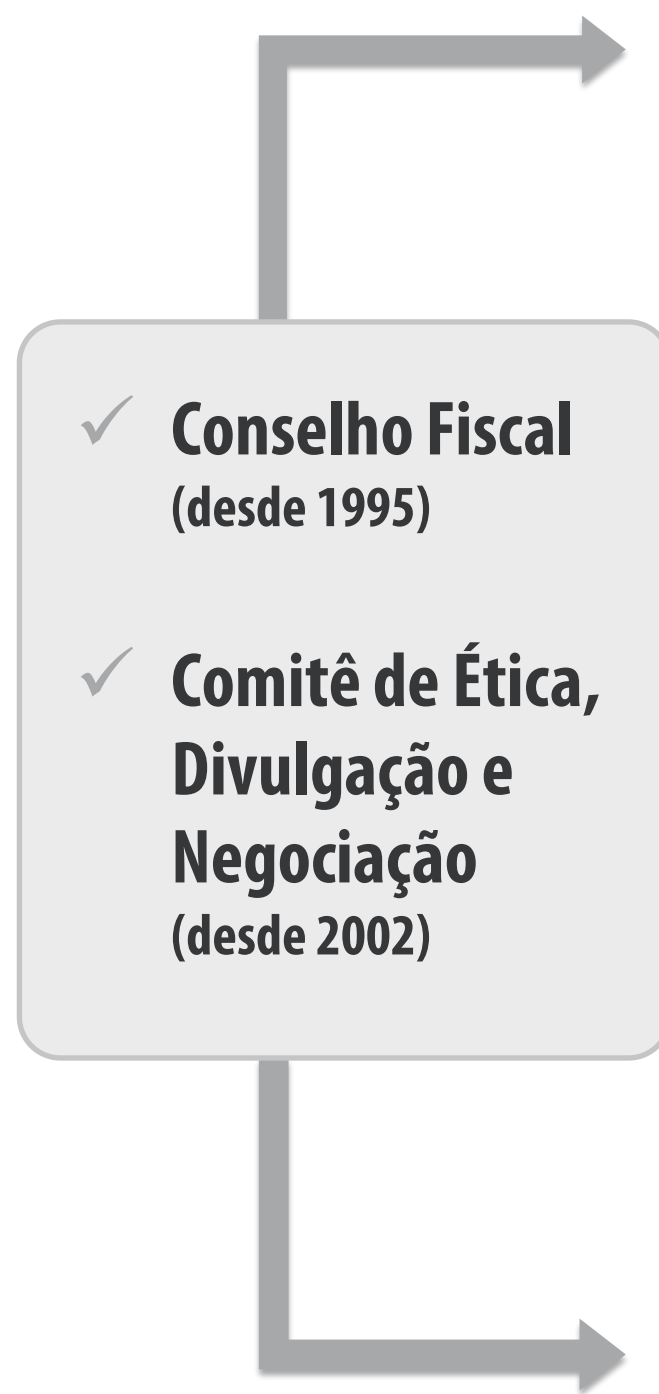 Conselho Fiscal
(desde 1995)
Comitê de Ética,
Divulgação e
Negociação
(desde 2002)